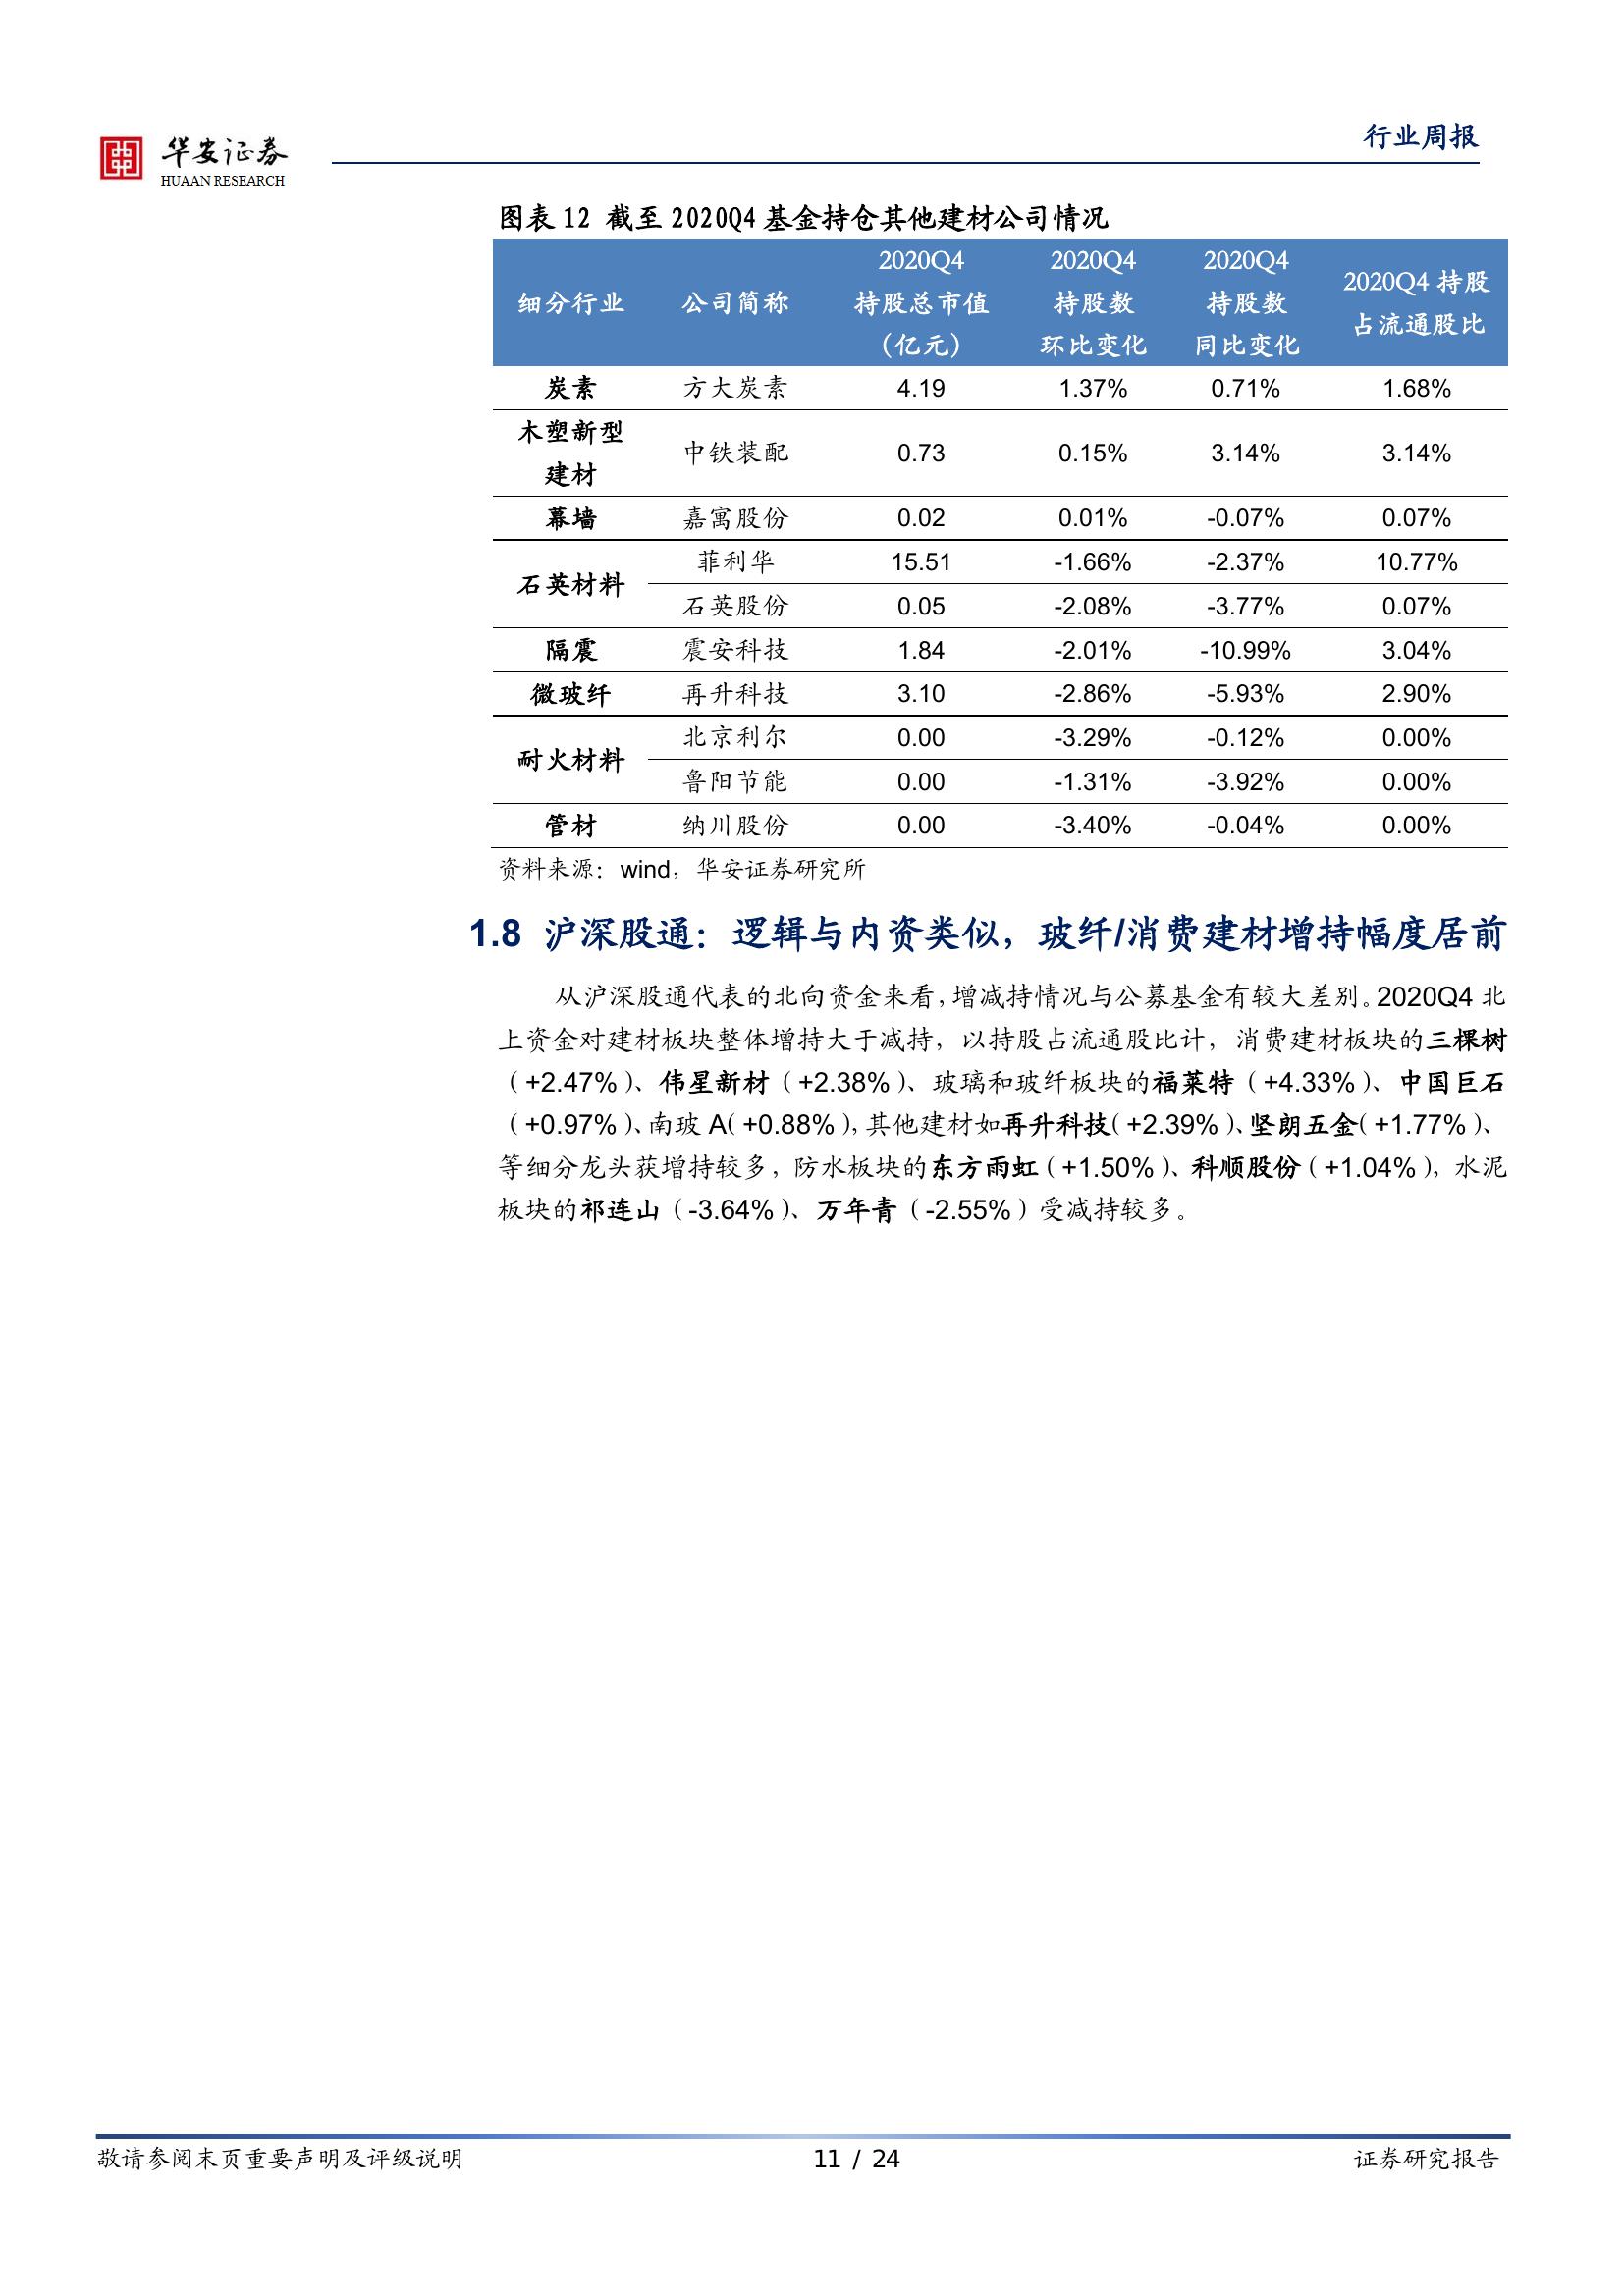 华安证券
HUAAN RESEARCH
行业周报
图表 12 截至 2020Q4 基金持仓其他建材公司情况
细分行业 公司简称 2020Q4 持股总市值 （亿元） 2020Q4 持股数 环比变化 2020Q4 持股数 同比变化 2020Q4 持股 占流通股比
炭素 方大炭素 4.19 1.37% 0.71% 1.68%
木塑新型建材 中铁装配 0.73 0.15% 3.14% 3.14%
幕墙 嘉寓股份 0.02 0.01% -0.07% 0.07%
石英材料 菲利华 15.51 -1.66% -2.37% 10.77%
石英股份 0.05 -2.08% -3.77% 0.07%
隔震 震安科技 1.84 -2.01% -10.99% 3.04%
微玻纤 再升科技 3.10 -2.86% -5.93% 2.90%
耐火材料 北京利尔 0.00 -3.29% -0.12% 0.00%
鲁阳节能 0.00 -1.31% -3.92% 0.00%
管材 纳川股份 0.00 -3.40% -0.04% 0.00%
资料来源：wind，华安证券研究所
1.8 沪深股通：逻辑与内资类似，玻纤/消费建材增持幅度居前
从沪深股通代表的北向资金来看，增减持情况与公募基金有较大差别。2020Q4 北
上资金对建材板块整体增持大于减持，以持股占流通股比计，消费建材板块的三棵树
（+2.47%）、伟星新材（+2.38%）、玻璃和玻纤板块的福莱特（+4.33%）、中国巨石
（+0.97%）、南玻 A（+0.88%），其他建材如再升科技（+2.39%）、坚朗五金（+1.77%）、
等细分龙头获增持较多，防水板块的东方雨虹（+1.50%）、科顺股份（+1.04%），水泥
板块的祁连山（-3.64%）、万年青（-2.55%）受减持较多。
敬请参阅末页重要声明及评级说明 11 / 24 证券研究报告